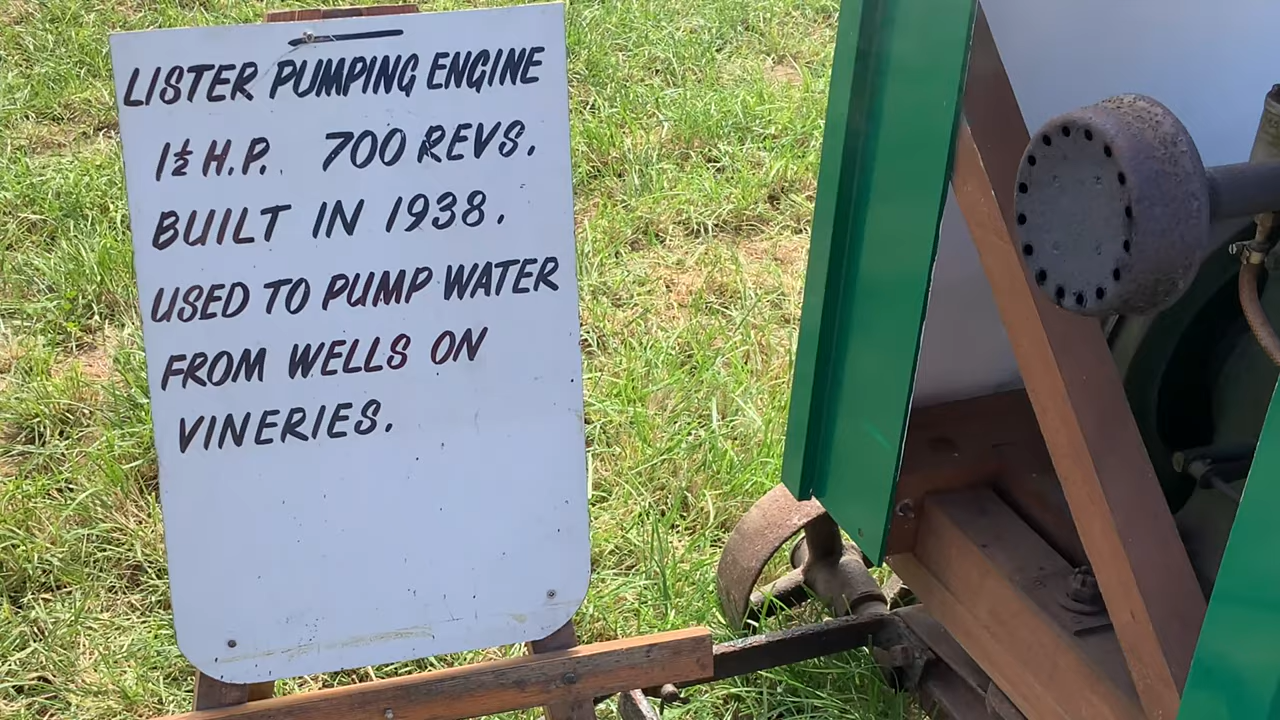 LISTER PUMPING ENGINE
1½ H.P. 700 REVS.
BUILT IN 1938.
USED TO PUMP WATER
FROM WELLS ON
VINERIES.